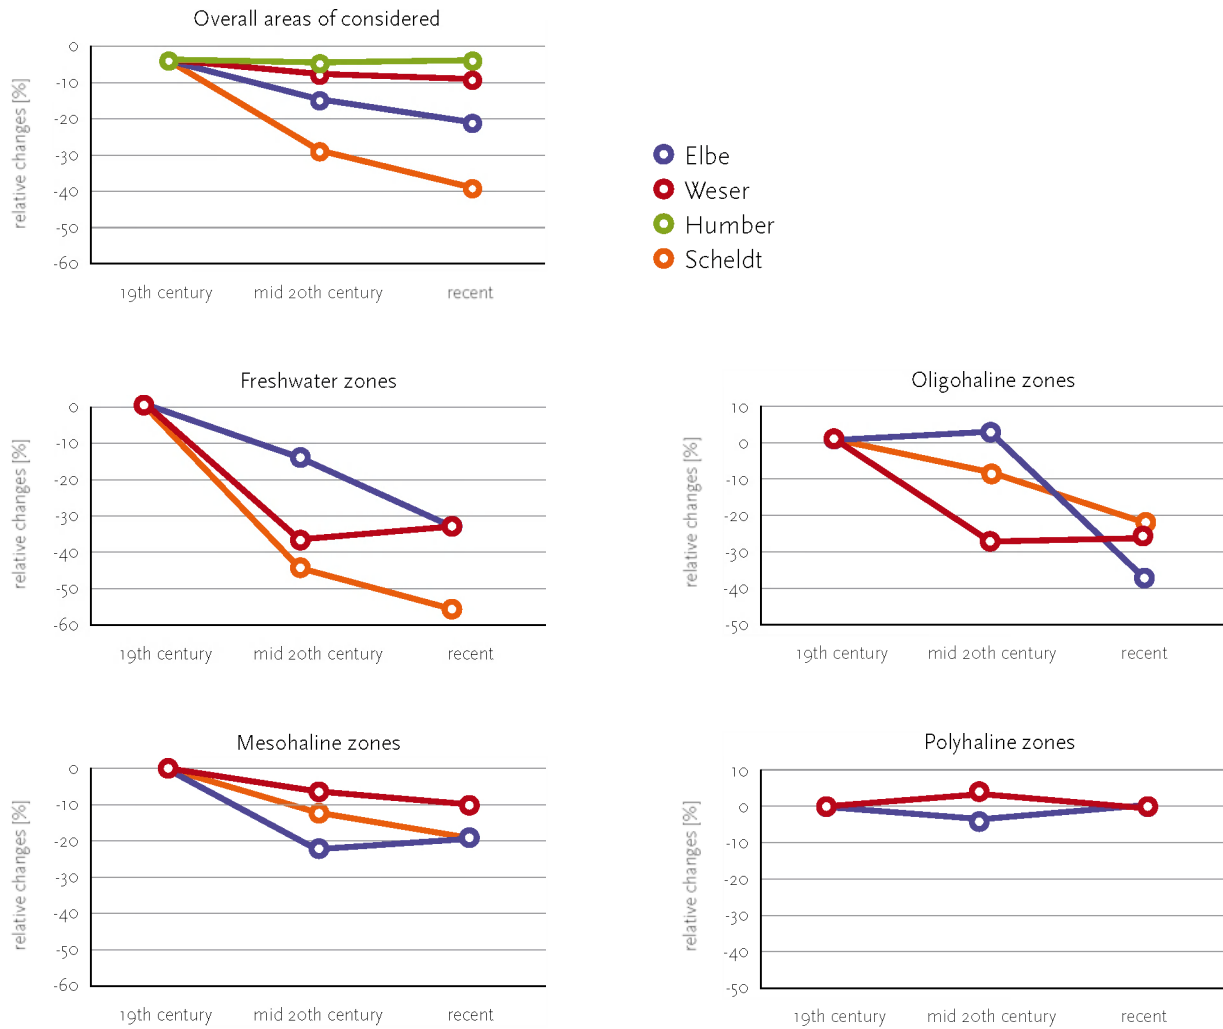 Overall areas of considered
relative changes [%]
0
-10
-20
-30
-40
-50
-60
19th century mid 20th century recent
Elbe
Weser
Humber
Scheldt
Freshwater zones
relative changes [%]
0
-10
-20
-30
-40
-50
-60
19th century mid 20th century recent
Oligohaline zones
relative changes [%]
10
0
-10
-20
-30
-40
-50
19th century mid 20th century recent
Mesohaline zones
relative changes [%]
0
-10
-20
-30
-40
-50
-60
19th century mid 20th century recent
Polyhaline zones
relative changes [%]
10
0
-10
-20
-30
-40
-50
19th century mid 20th century recent